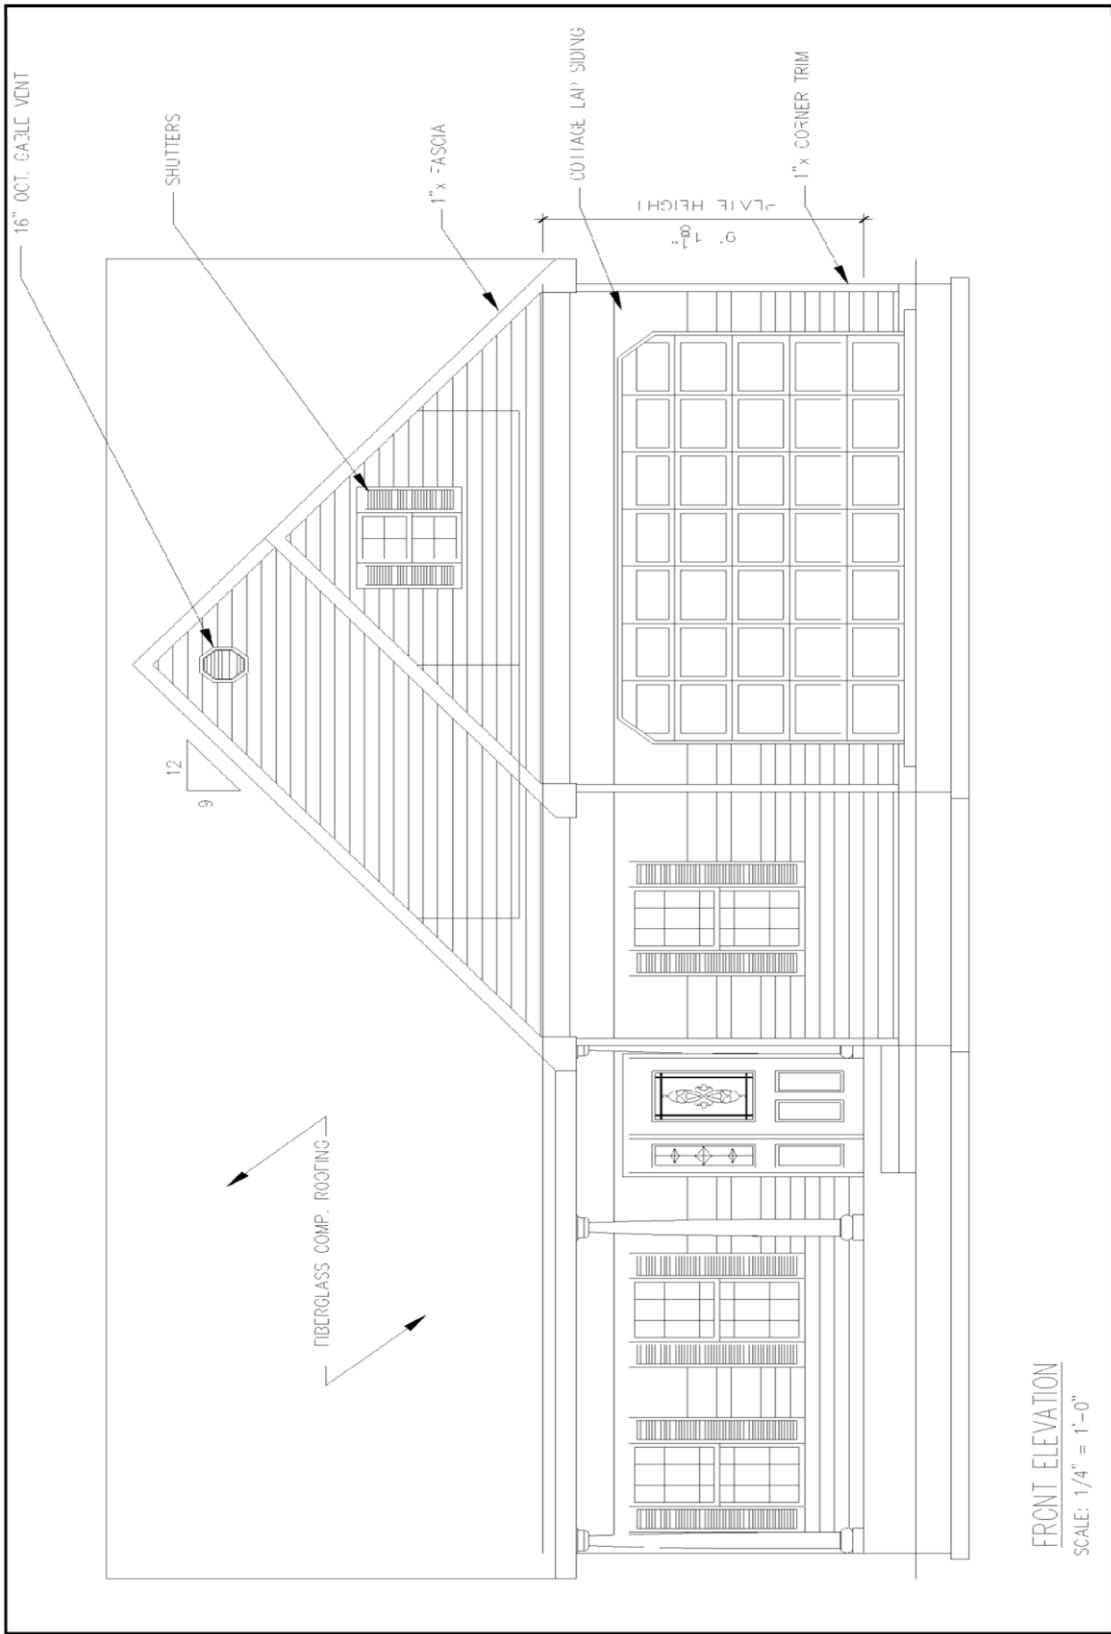 16" OCT. GABLE VENT
SHUTTERS
1"x FASCIA
COTTAGE LAP SIDING
1"x CORNER TRIM
PLATE HEIGHT
12
9
FIBERGLASS COMP. ROOFING
FRONT ELEVATION
SCALE: 1/4" = 1'-0"